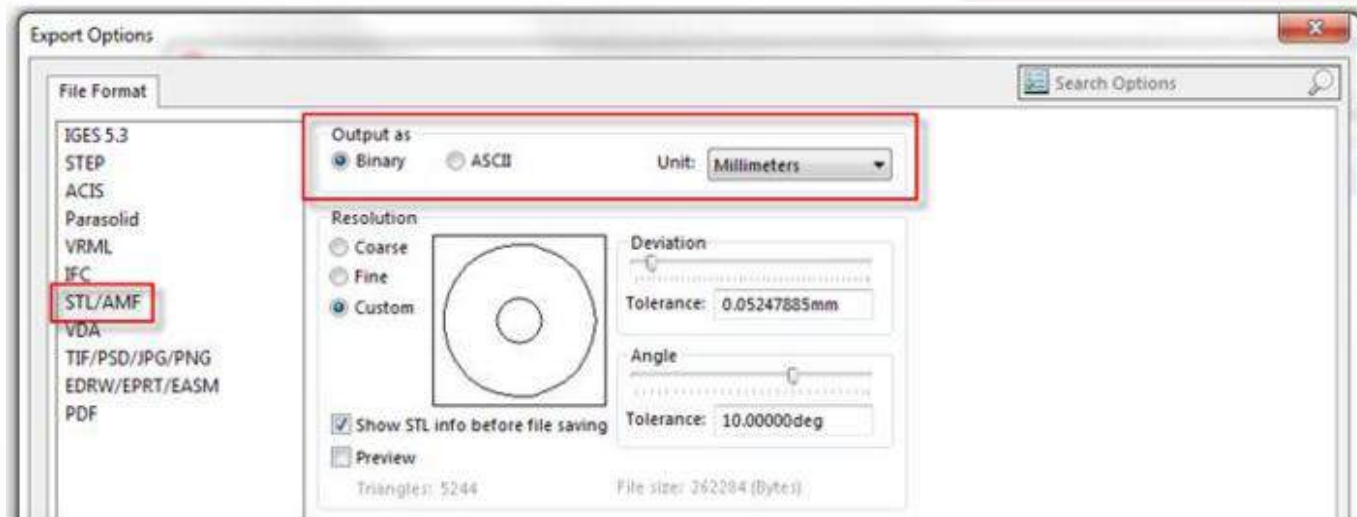 Export Options
Search Options
File Format
IGES 5.3
STEP
ACIS
Parasolid
VRML
IFC
STL/AMF
VDA
TIF/PSD/JPG/PNG
EDRW/EPRT/EASM
PDF
Output as
Binary ASCII Unit: Millimeters
Resolution
Coarse
Fine
Custom
Deviation
Tolerance: 0.05247885mm
Angle
Tolerance: 10.00000deg
Show STL info before file saving
Preview
Triangles: 5244 File size: 262284 (Bytes)